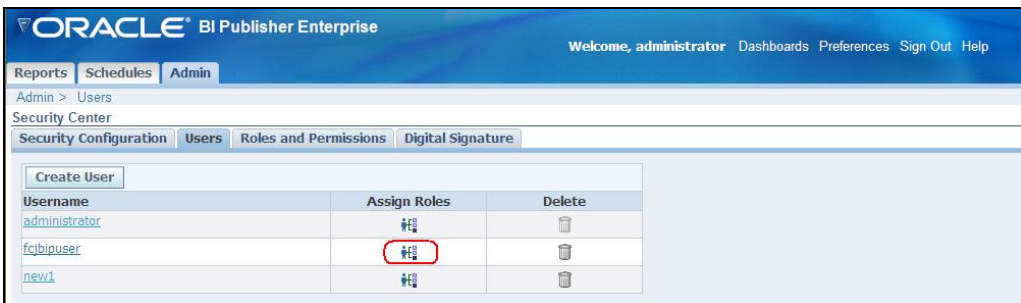 ORACLE® BI Publisher Enterprise
Welcome, administrator Dashboards Preferences Sign Out Help
Reports Schedules Admin
Admin > Users
Security Center
Security Configuration Users Roles and Permissions Digital Signature
Create User
Username Assign Roles Delete
administrator
fcjbipuser
new1